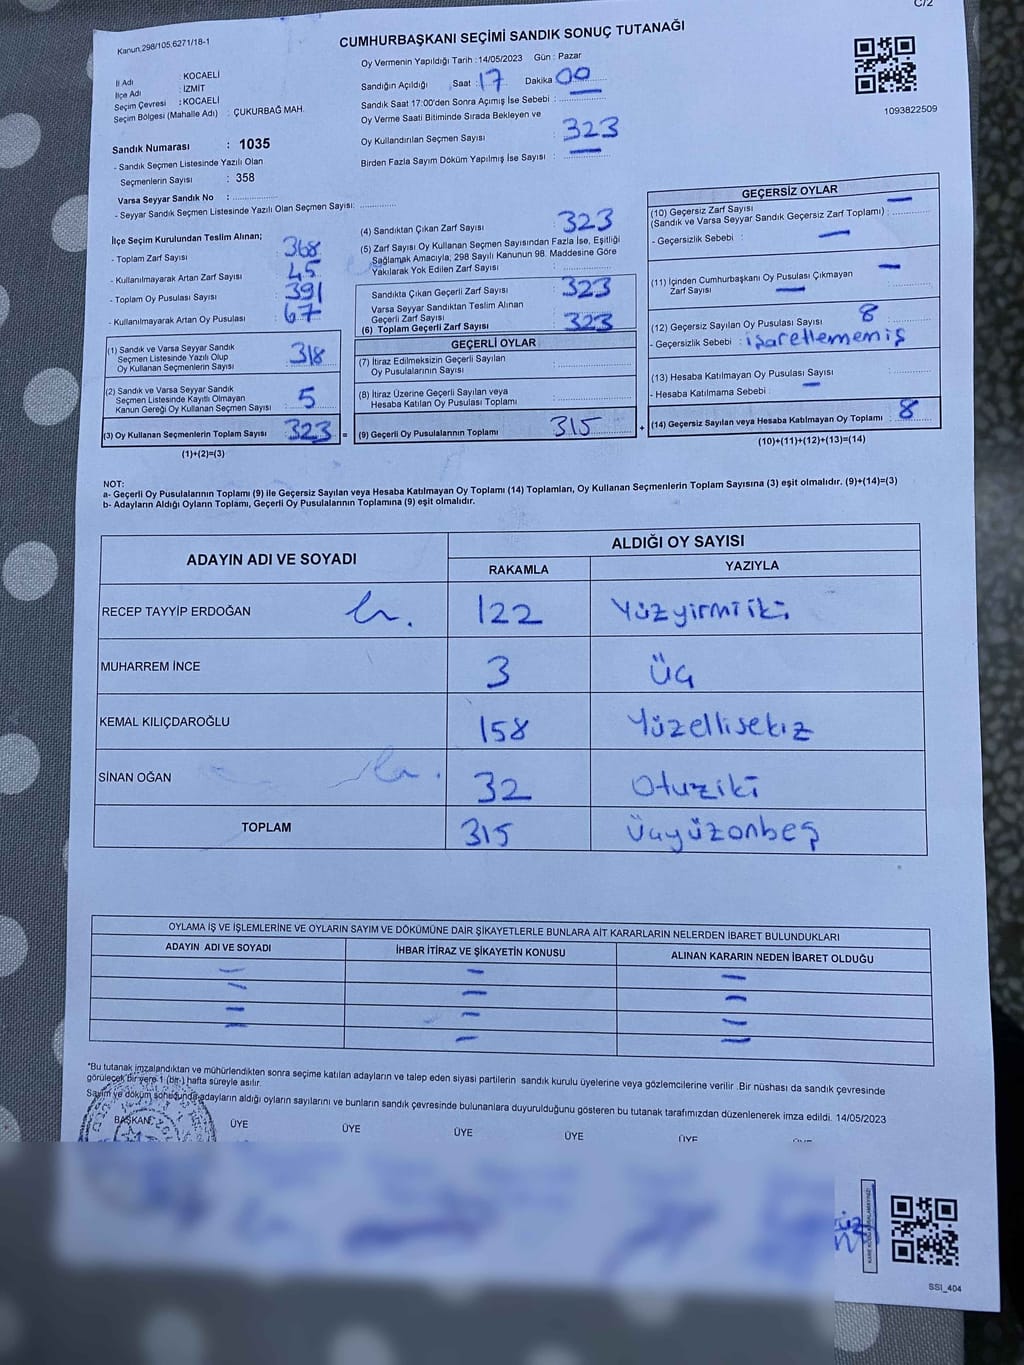 C/2
Kanun,298/105,6271/18-1
CUMHURBAŞKANI SEÇİMİ SANDIK SONUÇ TUTANAĞI
İl Adı : KOCAELİ
İlçe Adı : İZMİT
Seçim Çevresi : KOCAELİ
Seçim Bölgesi (Mahalle Adı) : ÇUKURBAĞ MAH.
Sandık Numarası : 1035
- Sandık Seçmen Listesinde Yazılı Olan
Seçmenlerin Sayısı : 358
Varsa Seyyar Sandık No :
- Seyyar Sandık Seçmen Listesinde Yazılı Olan Seçmen Sayısı:
Oy Vermenin Yapıldığı Tarih :14/05/2023 Gün : Pazar
Sandığın Açıldığı Saat : 17 Dakika 00
Sandık Saat 17:00'den Sonra Açımış İse Sebebi :
Oy Verme Saati Bitiminde Sırada Bekleyen ve
Oy Kullandırılan Seçmen Sayısı : 323
Birden Fazla Sayım Döküm Yapılmış İse Sayısı :
1093822509
İlçe Seçim Kurulundan Teslim Alınan;
- Toplam Zarf Sayısı : 368
- Kullanılmayarak Artan Zarf Sayısı : 45
- Toplam Oy Pusulası Sayısı : 391
- Kullanılmayarak Artan Oy Pusulası : 67
(1) Sandık ve Varsa Seyyar Sandık
Seçmen Listesinde Yazılı Olup
Oy Kullanan Seçmenlerin Sayısı : 318
(2) Sandık ve Varsa Seyyar Sandık
Seçmen Listesinde Kayıtlı Olmayan
Kanun Gereği Oy Kullanan Seçmen Sayısı : 5
(3) Oy Kullanan Seçmenlerin Toplam Sayısı : 323 =
(1)+(2)=(3)
(4) Sandıktan Çıkan Zarf Sayısı : 323
(5) Zarf Sayısı Oy Kullanan Seçmen Sayısından Fazla İse, Eşitliği
Sağlamak Amacıyla; 298 Sayılı Kanunun 98. Maddesine Göre
Yakılarak Yok Edilen Zarf Sayısı :
Sandıkta Çıkan Geçerli Zarf Sayısı : 323
Varsa Seyyar Sandıktan Teslim Alınan
Geçerli Zarf Sayısı :
(6) Toplam Geçerli Zarf Sayısı : 323
GEÇERLİ OYLAR
(7) İtiraz Edilmeksizin Geçerli Sayılan
Oy Pusulalarının Sayısı :
(8) İtiraz Üzerine Geçerli Sayılan veya
Hesaba Katılan Oy Pusulası Toplamı :
(9) Geçerli Oy Pusulalarının Toplamı : 315 +
GEÇERSİZ OYLAR
(10) Geçersiz Zarf Sayısı
(Sandık ve Varsa Seyyar Sandık Geçersiz Zarf Toplamı) : —
- Geçersizlik Sebebi : —
(11) İçinden Cumhurbaşkanı Oy Pusulası Çıkmayan
Zarf Sayısı : —
(12) Geçersiz Sayılan Oy Pusulası Sayısı : 8
- Geçersizlik Sebebi : işaretlememiş
(13) Hesaba Katılmayan Oy Pusulası Sayısı :
- Hesaba Katılmama Sebebi : —
(14) Geçersiz Sayılan veya Hesaba Katılmayan Oy Toplamı : 8
(10)+(11)+(12)+(13)=(14)
NOT:
a- Geçerli Oy Pusulalarının Toplamı (9) ile Geçersiz Sayılan veya Hesaba Katılmayan Oy Toplamı (14) Toplamları, Oy Kullanan Seçmenlerin Toplam Sayısına (3) eşit olmalıdır. (9)+(14)=(3)
b- Adayların Aldığı Oyların Toplamı, Geçerli Oy Pusulalarının Toplamına (9) eşit olmalıdır.
ADAYIN ADI VE SOYADI ALDIĞI OY SAYISI
RAKAMLA YAZIYLA
RECEP TAYYİP ERDOĞAN 122 Yüzyirmiiki
MUHARREM İNCE 3 Üç
KEMAL KILIÇDAROĞLU 158 Yüzellisekiz
SİNAN OĞAN 32 Otuziki
TOPLAM 315 Üçyüzonbeş
OYLAMA İŞ VE İŞLEMLERİNE VE OYLARIN SAYIM VE DÖKÜMÜNE DAİR ŞİKAYETLERLE BUNLARA AİT KARARLARIN NELERDEN İBARET BULUNDUKLARI
ADAYIN ADI VE SOYADI İHBAR İTİRAZ VE ŞİKAYETİN KONUSU ALINAN KARARIN NEDEN İBARET OLDUĞU
— — —
— — —
— — —
— — —
*Bu tutanak imzalandıktan ve mühürlendikten sonra seçime katılan adayların ve talep eden siyasi partilerin sandık kurulu üyelerine veya gözlemcilerine verilir .Bir nüshası da sandık çevresinde
görülecek bir yere 1 (bir) hafta süreyle asılır.
Sayım ve döküm sonucunda adayların aldığı oyların sayılarını ve bunların sandık çevresinde bulunanlara duyurulduğunu gösteren bu tutanak tarafımızdan düzenlenerek imza edildi. 14/05/2023
BAŞKAN ÜYE ÜYE ÜYE ÜYE ÜYE
SSI_404